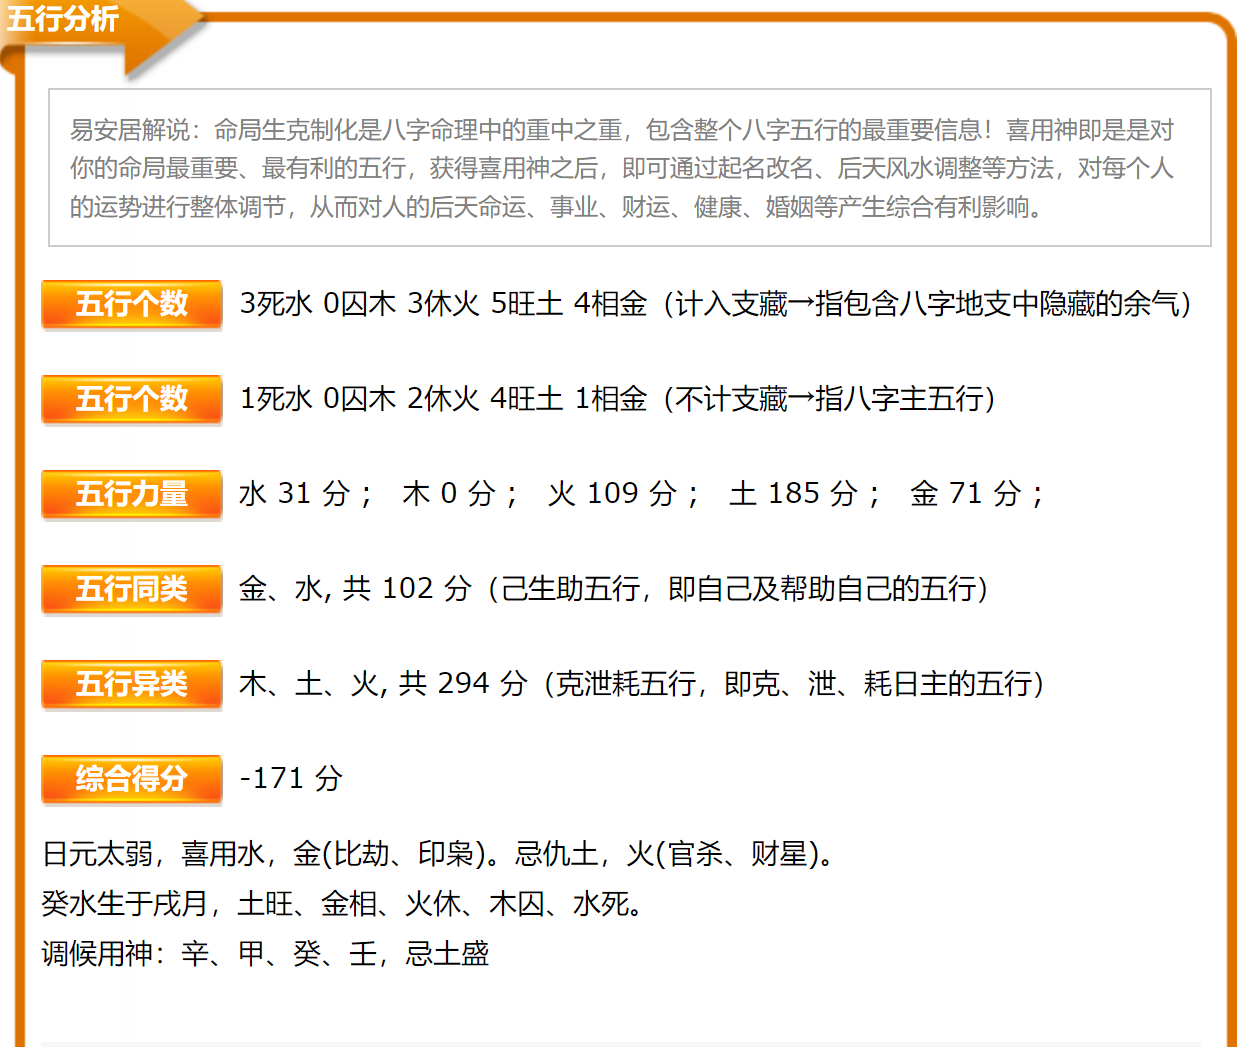 五行分析
易安居解说：命局生克制化是八字命理中的重中之重，包含整个八字五行的最重要信息！喜用神即是是对
你的命局最重要、最有利的五行，获得喜用神之后，即可通过起名改名、后天风水调整等方法，对每个人
的运势进行整体调节，从而对人的后天命运、事业、财运、健康、婚姻等产生综合有利影响。
五行个数 3死水 0囚木 3休火 5旺土 4相金（计入支藏→指包含八字地支中隐藏的余气）
五行个数 1死水 0囚木 2休火 4旺土 1相金（不计支藏→指八字主五行）
五行力量 水 31 分； 木 0 分； 火 109 分； 土 185 分； 金 71 分；
五行同类 金、水, 共 102 分（己生助五行，即自己及帮助自己的五行）
五行异类 木、土、火, 共 294 分（克泄耗五行，即克、泄、耗日主的五行）
综合得分 -171 分
日元太弱，喜用水，金(比劫、印枭)。忌仇土，火(官杀、财星)。
癸水生于戌月，土旺、金相、火休、木囚、水死。
调候用神：辛、甲、癸、壬，忌土盛